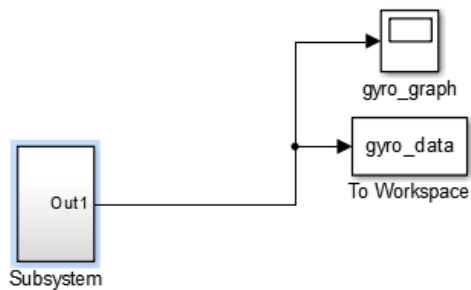 gyro_graph
gyro_data
To Workspace
Out1
Subsystem